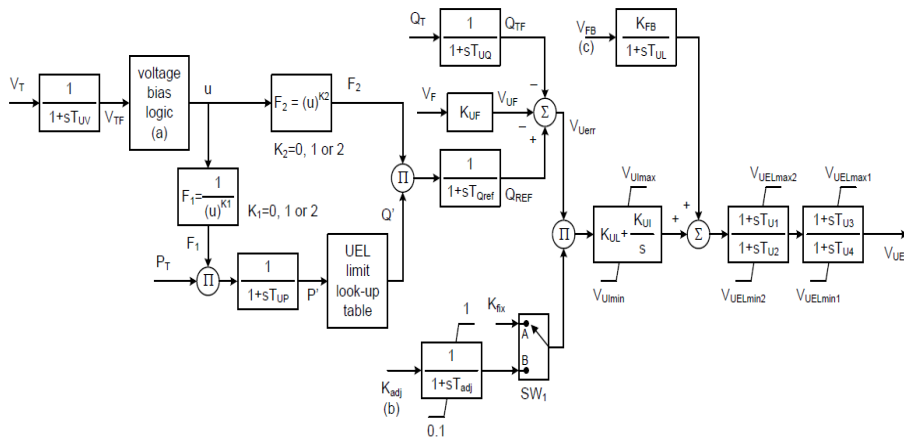 V_T
1
1+sT_UV
V_TF
voltage
bias
logic
(a)
u
F_2 = (u)^K2
F_2
K_2=0, 1 or 2
F_1= 1
(u)^K1
K_1=0, 1 or 2
F_1
P_T
Π
1
1+sT_UP
P'
UEL
limit
look-up
table
Q'
Π
1
1+sT_Qref
Q_REF
Q_T
1
1+sT_UQ
Q_TF
V_F
K_UF
V_UF
−
−
+
Σ
V_Uerr
K_adj
(b)
1
1
1+sT_adj
0.1
K_fix
A
B
SW_1
Π
V_UImax
K_UL + K_UI
s
V_UImin
V_FB
(c)
K_FB
1+sT_UL
+
+
Σ
V_UELmax2
1+sT_U1
1+sT_U2
V_UELmin2
V_UELmax1
1+sT_U3
1+sT_U4
V_UELmin1
V_UE